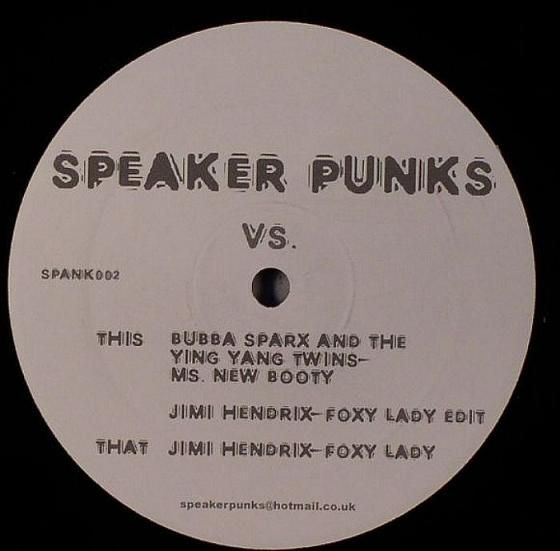 SPEAKER PUNKS
VS.
SPANK002
THIS BUBBA SPARX AND THE
YING YANG TWINS-
MS. NEW BOOTY
JIMI HENDRIX-FOXY LADY EDIT
THAT JIMI HENDRIX-FOXY LADY
speakerpunks@hotmail.co.uk